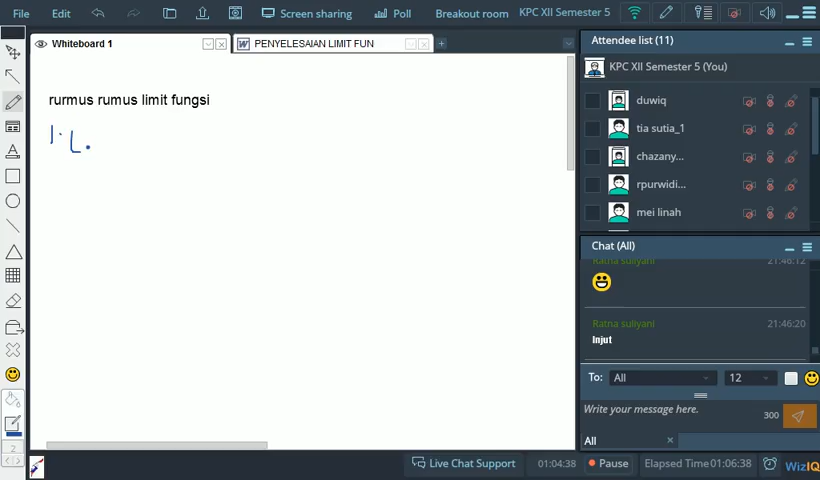 File
Edit
Screen sharing
Poll
Breakout room
KPC XII Semester 5
Whiteboard 1
PENYELESAIAN LIMIT FUN
rurmus rumus limit fungsi
1. L
Attendee list (11)
KPC XII Semester 5 (You)
duwiq
tia sutia_1
chazany...
rpurwidi...
mei linah
Chat (All)
Ratna suliyani 21:46:12
Ratna suliyani 21:46:20
lnjut
To: All 12
Write your message here. 300
All
2
Live Chat Support
01:04:38
Pause
Elapsed Time 01:06:38
WizIQ